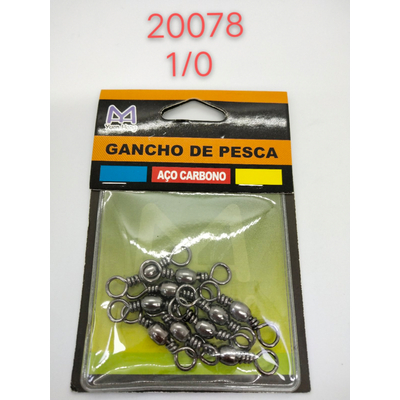 20078
1/0
GANCHO DE PESCA
AÇO CARBONO